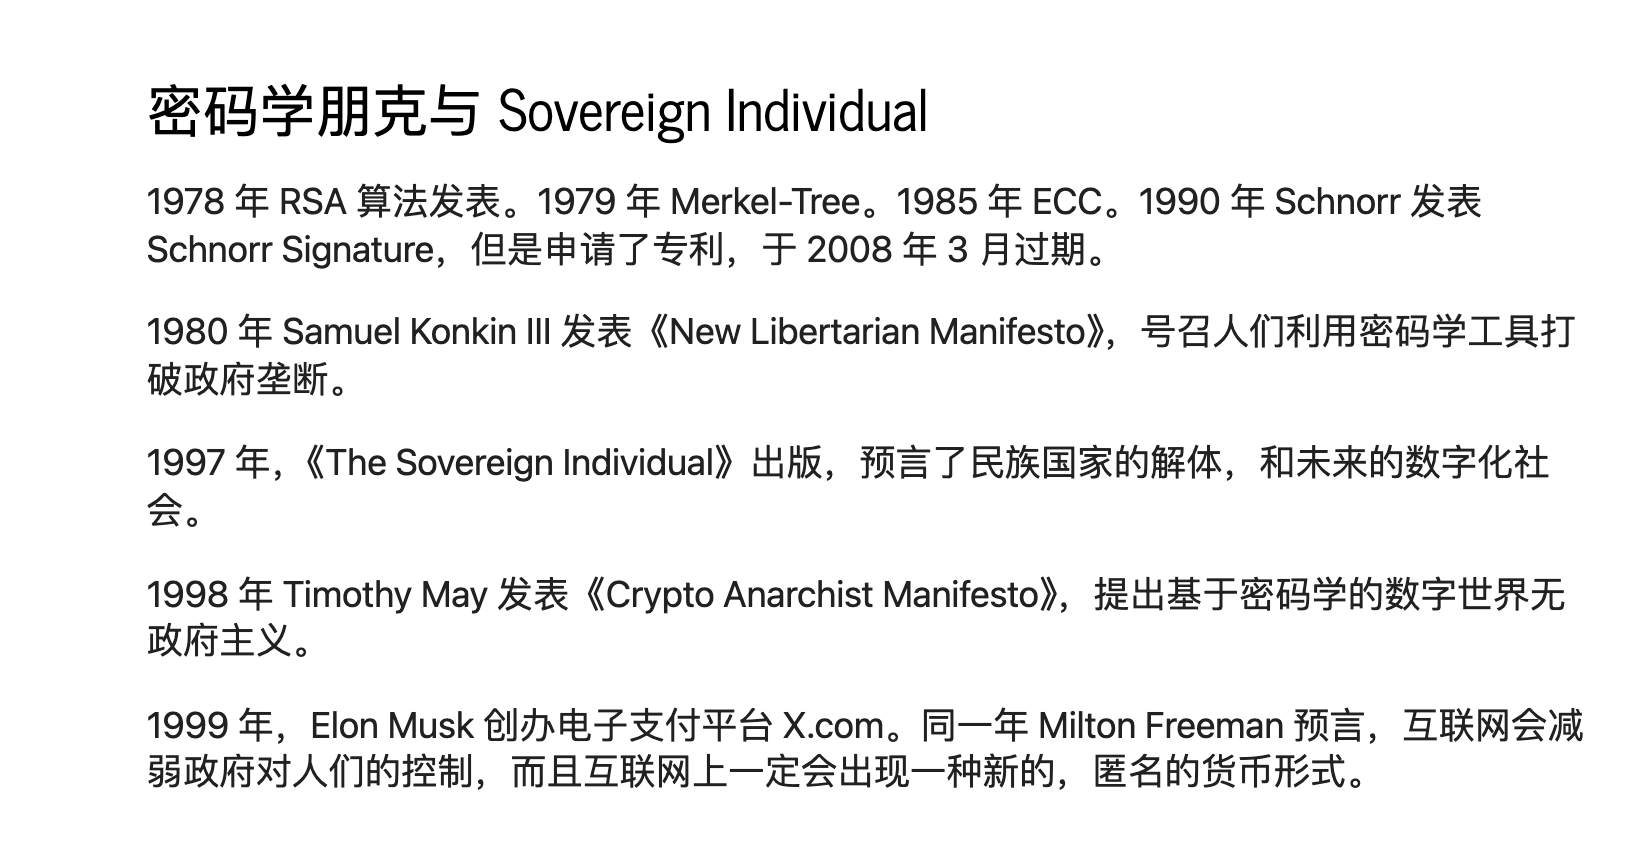 密码学朋克与 Sovereign Individual
1978 年 RSA 算法发表。1979 年 Merkel-Tree。1985 年 ECC。1990 年 Schnorr 发表
Schnorr Signature，但是申请了专利，于 2008 年 3 月过期。
1980 年 Samuel Konkin III 发表《New Libertarian Manifesto》，号召人们利用密码学工具打
破政府垄断。
1997 年，《The Sovereign Individual》出版，预言了民族国家的解体，和未来的数字化社
会。
1998 年 Timothy May 发表《Crypto Anarchist Manifesto》，提出基于密码学的数字世界无
政府主义。
1999 年，Elon Musk 创办电子支付平台 X.com。同一年 Milton Freeman 预言，互联网会减
弱政府对人们的控制，而且互联网上一定会出现一种新的，匿名的货币形式。